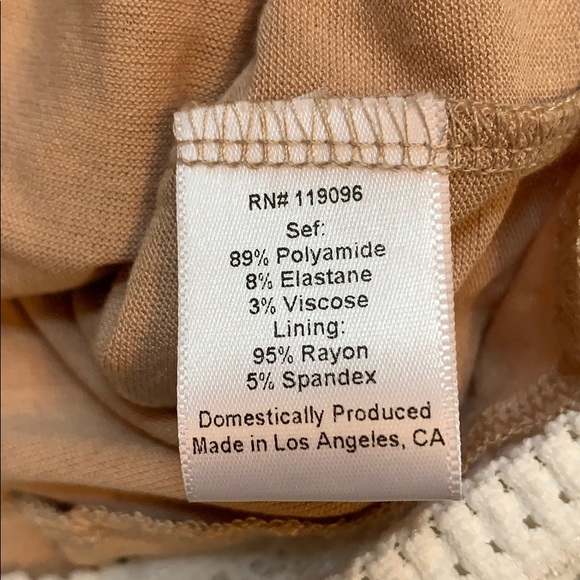 RN# 119096
Sef:
89% Polyamide
8% Elastane
3% Viscose
Lining:
95% Rayon
5% Spandex
Domestically Produced
Made in Los Angeles, CA